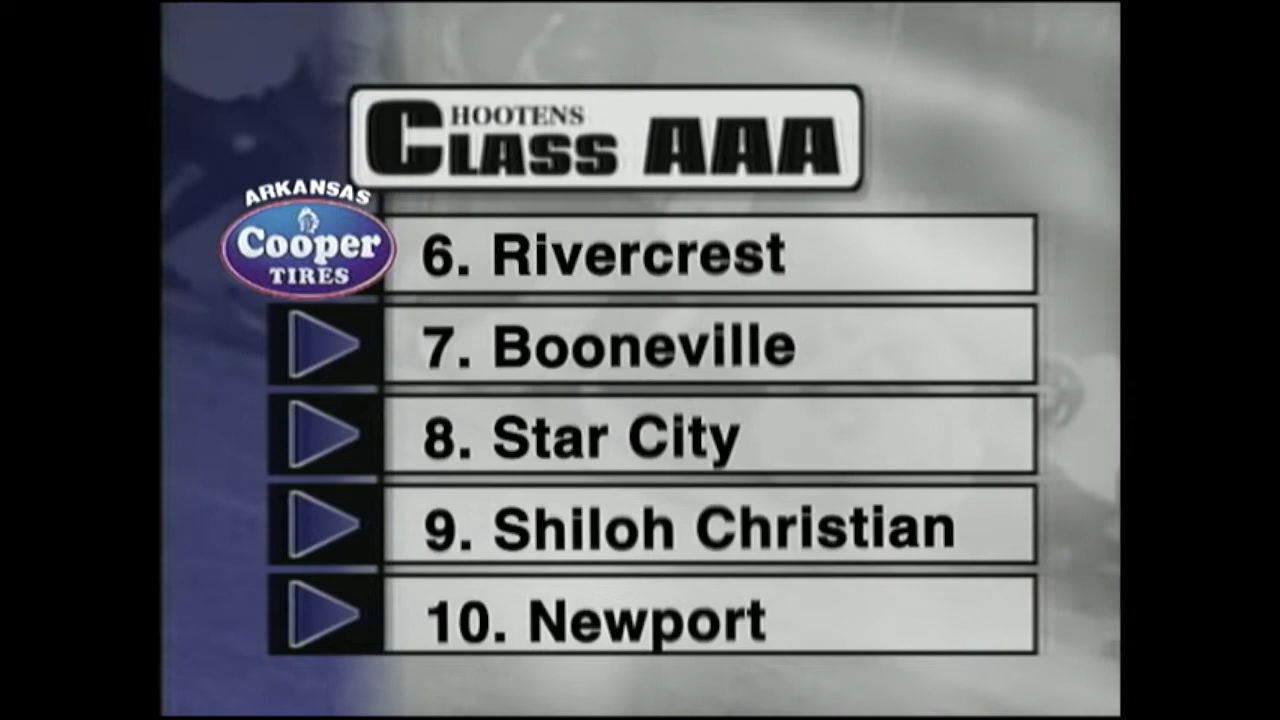 HOOTENS
CLASS AAA
ARKANSAS
Cooper
TIRES
6. Rivercrest
7. Booneville
8. Star City
9. Shiloh Christian
10. Newport